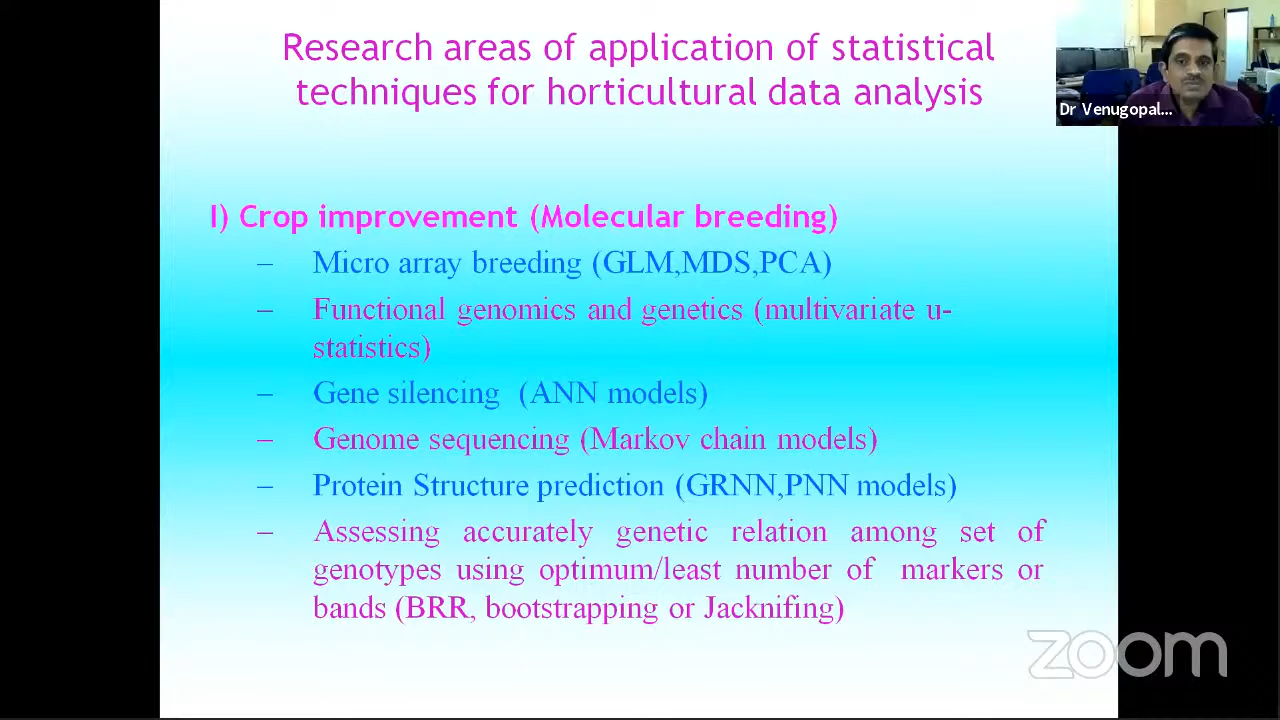 Research areas of application of statistical
techniques for horticultural data analysis
Dr Venugopal...
I) Crop improvement (Molecular breeding)
– Micro array breeding (GLM,MDS,PCA)
– Functional genomics and genetics (multivariate u-
statistics)
– Gene silencing (ANN models)
– Genome sequencing (Markov chain models)
– Protein Structure prediction (GRNN,PNN models)
– Assessing accurately genetic relation among set of
genotypes using optimum/least number of markers or
bands (BRR, bootstrapping or Jacknifing)
zoom